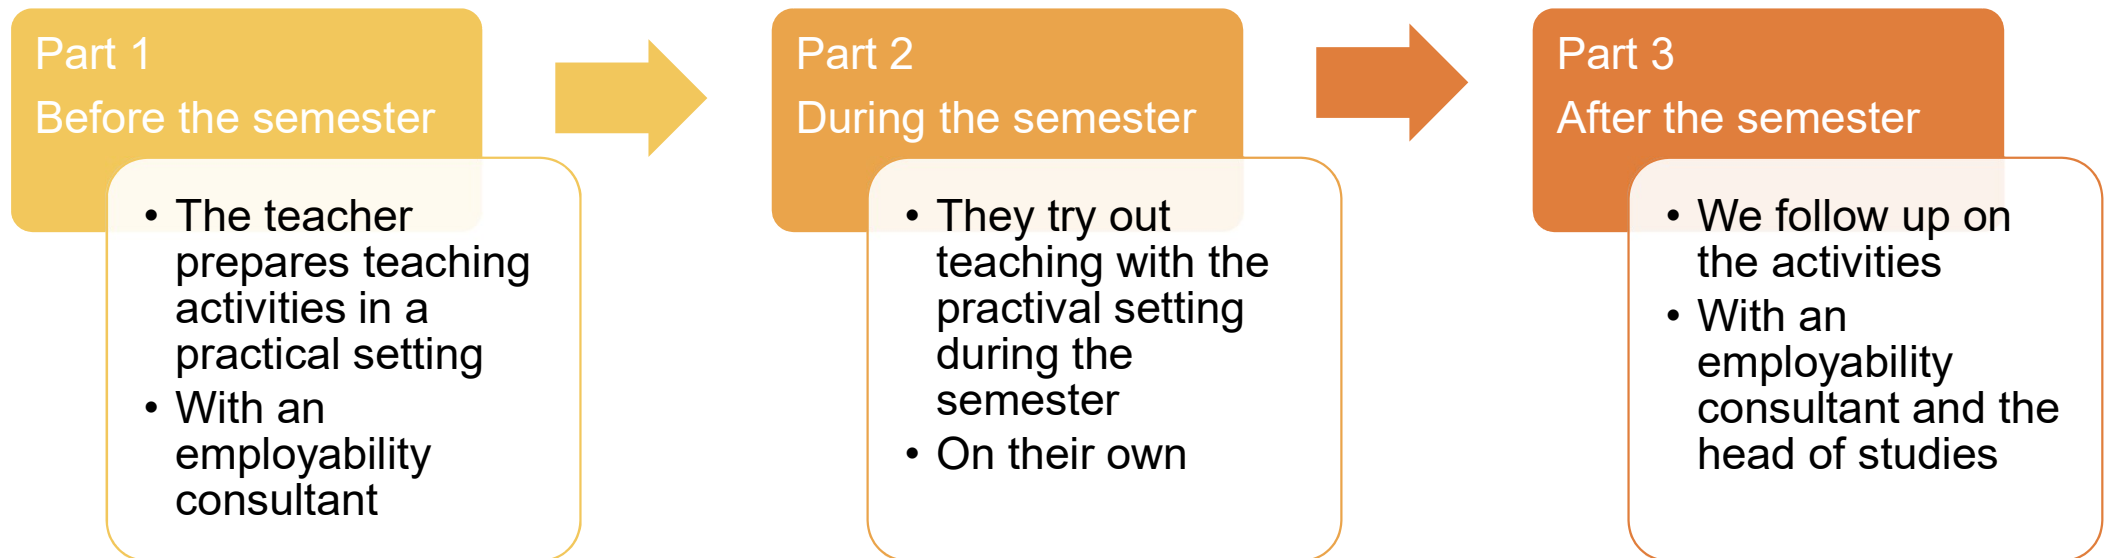 Part 1
Before the semester
• The teacher
prepares teaching
activities in a
practical setting
• With an
employability
consultant
Part 2
During the semester
• They try out
teaching with the
practival setting
during the
semester
• On their own
Part 3
After the semester
• We follow up on
the activities
• With an
employability
consultant and the
head of studies